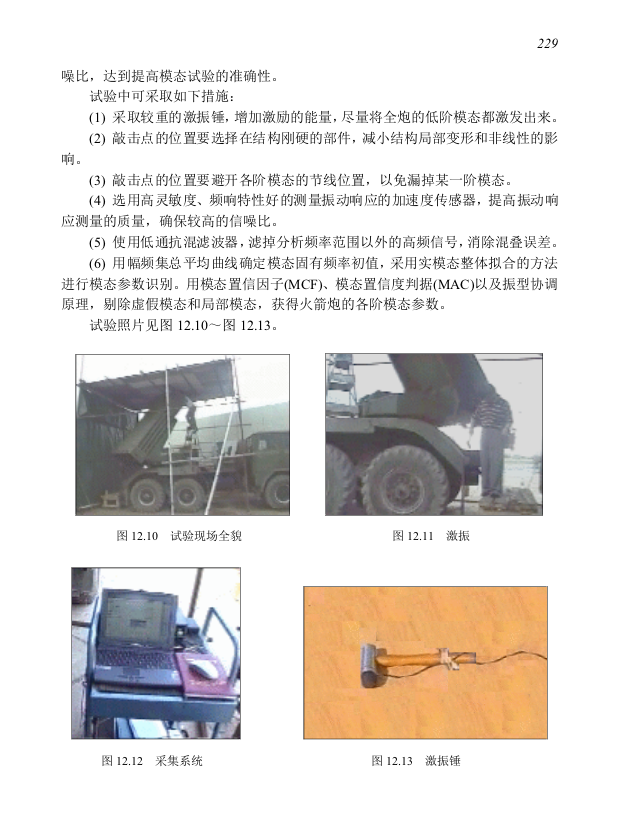 229
噪比，达到提高模态试验的准确性。
试验中可采取如下措施：
(1) 采取较重的激振锤，增加激励的能量，尽量将全炮的低阶模态都激发出来。
(2) 敲击点的位置要选择在结构刚硬的部件，减小结构局部变形和非线性的影
响。
(3) 敲击点的位置要避开各阶模态的节线位置，以免漏掉某一阶模态。
(4) 选用高灵敏度、频响特性好的测量振动响应的加速度传感器，提高振动响
应测量的质量，确保较高的信噪比。
(5) 使用低通抗混滤波器，滤掉分析频率范围以外的高频信号，消除混叠误差。
(6) 用幅频集总平均曲线确定模态固有频率初值，采用实模态整体拟合的方法
进行模态参数识别。用模态置信因子(MCF)、模态置信度判据(MAC)以及振型协调
原理，剔除虚假模态和局部模态，获得火箭炮的各阶模态参数。
试验照片见图 12.10～图 12.13。
图 12.10 试验现场全貌
图 12.11 激振
图 12.12 采集系统
图 12.13 激振锤